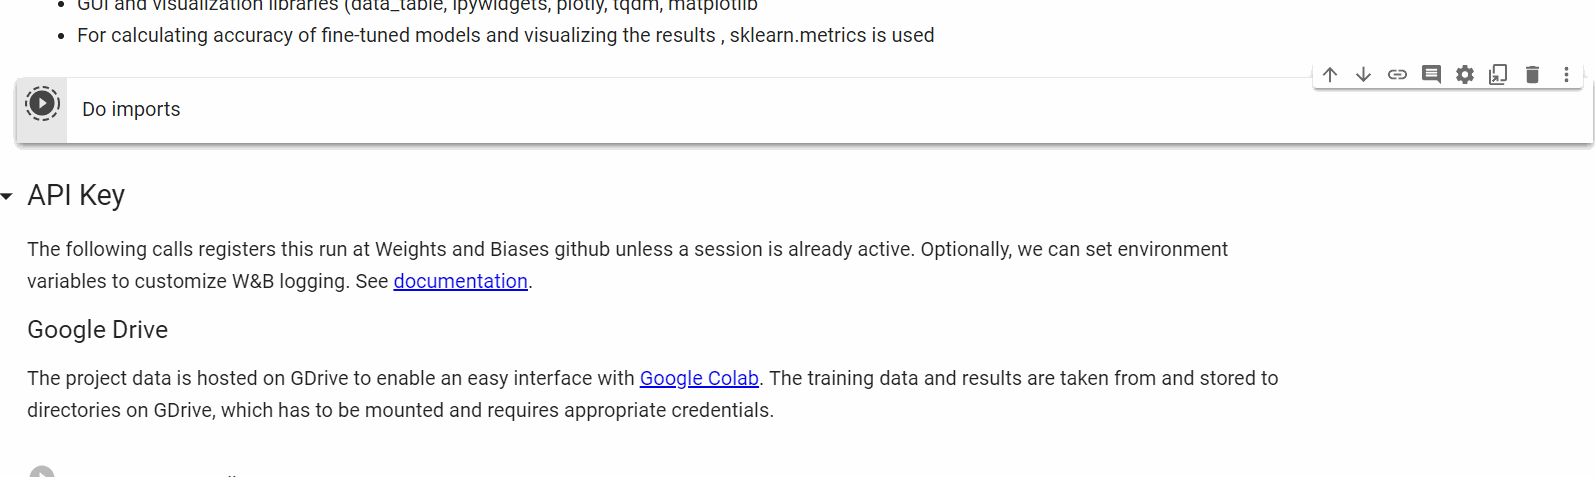 GUI and visualization libraries (data_table, ipywidgets, plotly, tqdm, matplotlib
For calculating accuracy of fine-tuned models and visualizing the results , sklearn.metrics is used
Do imports
API Key
The following calls registers this run at Weights and Biases github unless a session is already active. Optionally, we can set environment
variables to customize W&B logging. See documentation.
Google Drive
The project data is hosted on GDrive to enable an easy interface with Google Colab. The training data and results are taken from and stored to
directories on GDrive, which has to be mounted and requires appropriate credentials.